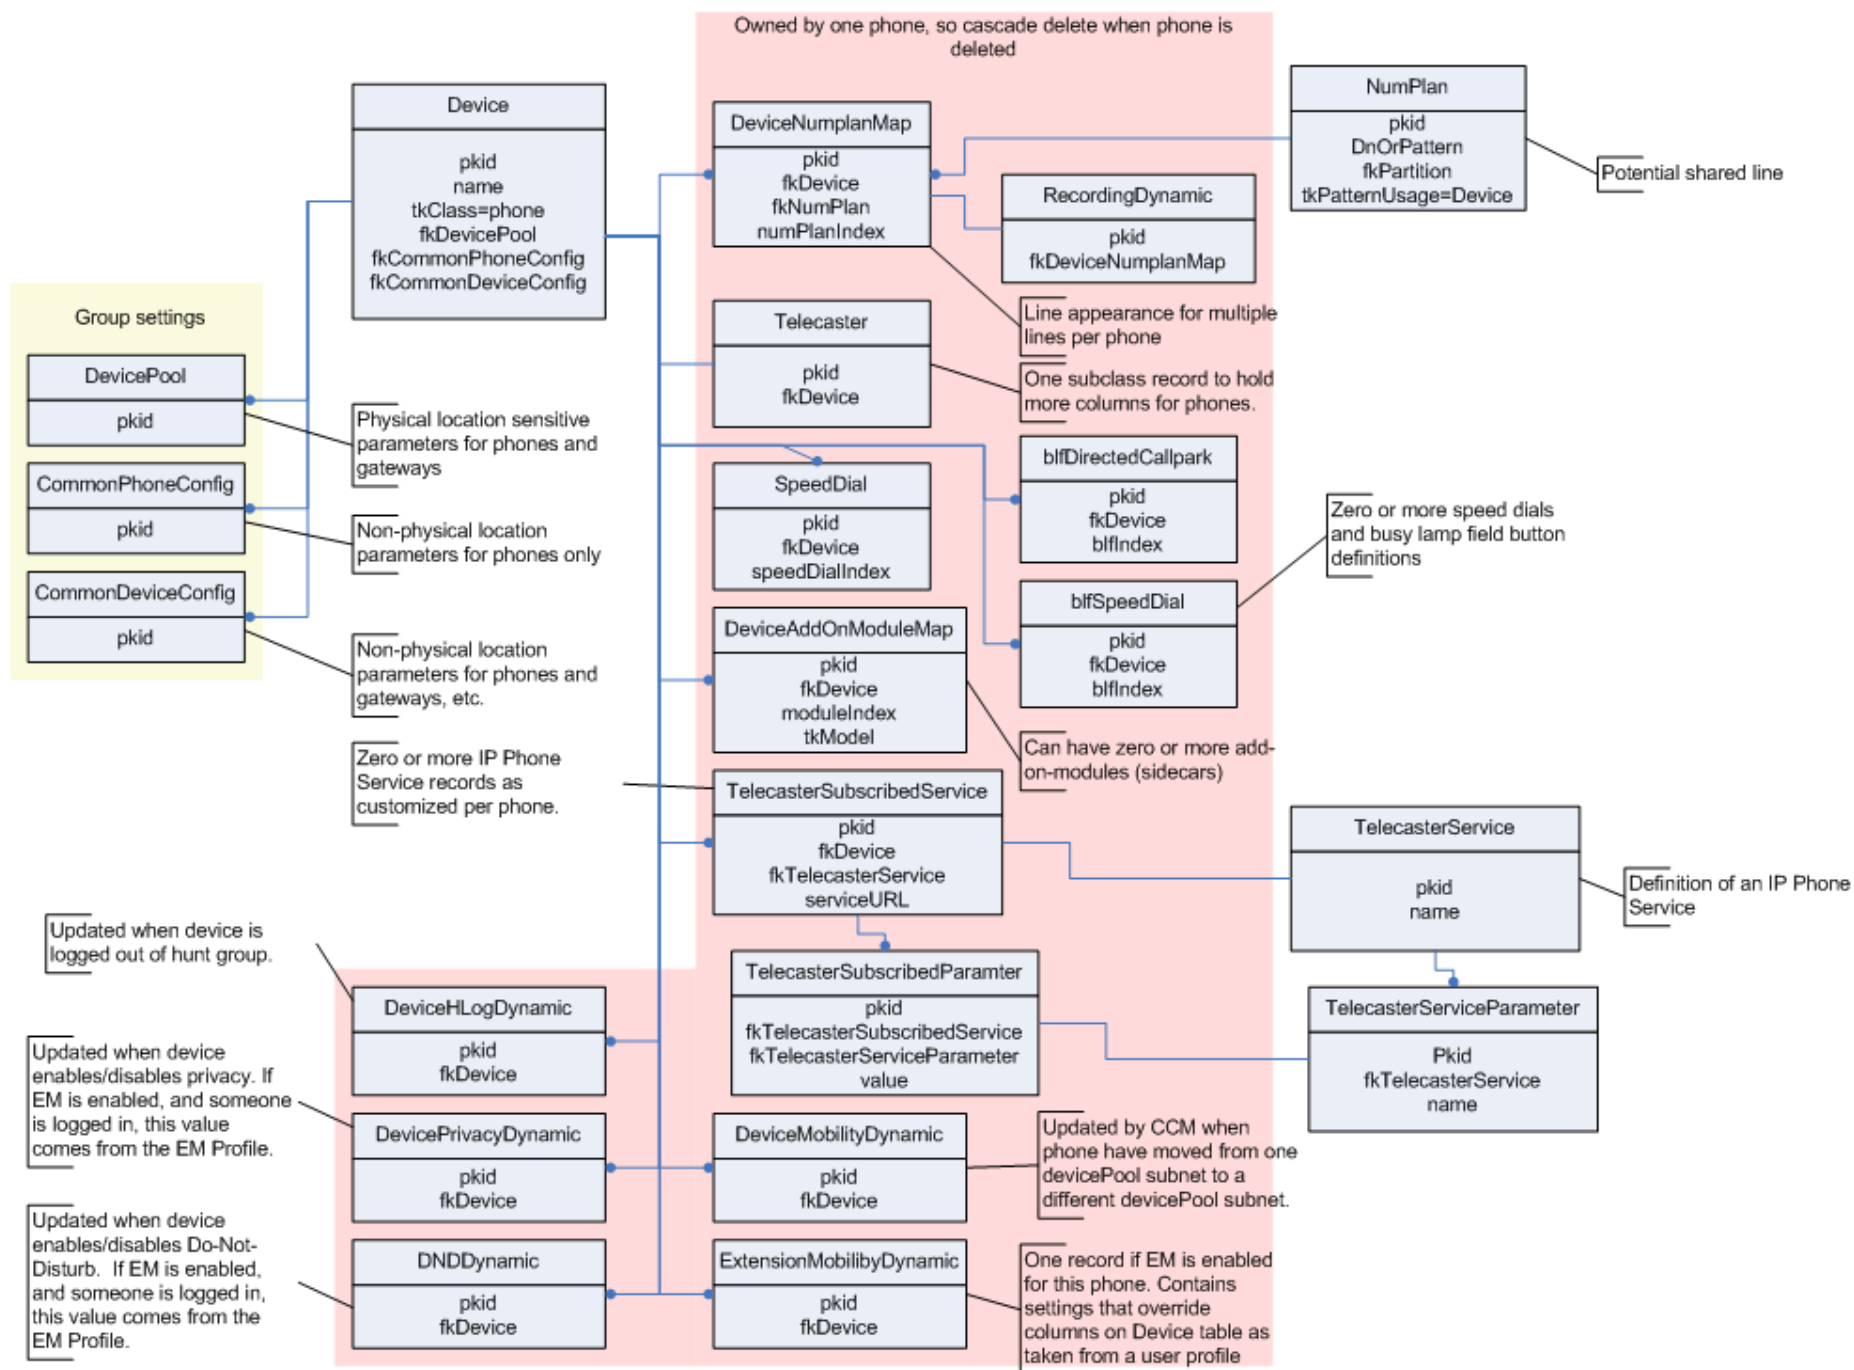 Owned by one phone, so cascade delete when phone is
deleted
Device
pkid
name
tkClass=phone
fkDevicePool
fkCommonPhoneConfig
fkCommonDeviceConfig
DeviceNumplanMap
pkid
fkDevice
fkNumPlan
numPlanIndex
NumPlan
pkid
DnOrPattern
fkPartition
tkPatternUsage=Device
Potential shared line
RecordingDynamic
pkid
fkDeviceNumplanMap
Line appearance for multiple
lines per phone
Group settings
DevicePool
pkid
CommonPhoneConfig
pkid
CommonDeviceConfig
pkid
Physical location sensitive
parameters for phones and
gateways
Non-physical location
parameters for phones only
Non-physical location
parameters for phones and
gateways, etc.
Telecaster
pkid
fkDevice
One subclass record to hold
more columns for phones.
SpeedDial
pkid
fkDevice
speedDialIndex
blfDirectedCallpark
pkid
fkDevice
blfIndex
Zero or more speed dials
and busy lamp field button
definitions
blfSpeedDial
pkid
fkDevice
blfIndex
DeviceAddOnModuleMap
pkid
fkDevice
moduleIndex
tkModel
Can have zero or more add-
on-modules (sidecars)
Zero or more IP Phone
Service records as
customized per phone.
TelecasterSubscribedService
pkid
fkDevice
fkTelecasterService
serviceURL
TelecasterService
pkid
name
Definition of an IP Phone
Service
TelecasterSubscribedParamter
pkid
fkTelecasterSubscribedService
fkTelecasterServiceParameter
value
TelecasterServiceParameter
Pkid
fkTelecasterService
name
Updated when device is
logged out of hunt group.
DeviceHLogDynamic
pkid
fkDevice
Updated when device
enables/disables privacy. If
EM is enabled, and someone
is logged in, this value
comes from the EM Profile.
DevicePrivacyDynamic
pkid
fkDevice
DeviceMobilityDynamic
pkid
fkDevice
Updated by CCM when
phone have moved from one
devicePool subnet to a
different devicePool subnet.
Updated when device
enables/disables Do-Not-
Disturb. If EM is enabled,
and someone is logged in,
this value comes from the
EM Profile.
DNDDynamic
pkid
fkDevice
ExtensionMobilibyDynamic
pkid
fkDevice
One record if EM is enabled
for this phone. Contains
settings that override
columns on Device table as
taken from a user profile